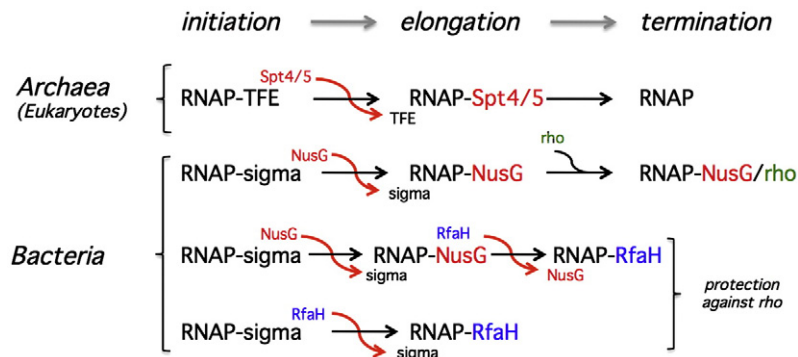 initiation elongation termination
Archaea
(Eukaryotes)
Spt4/5
RNAP-TFE RNAP-Spt4/5 RNAP
TFE
NusG rho
RNAP-sigma RNAP-NusG RNAP-NusG/rho
sigma
Bacteria
NusG RfaH
RNAP-sigma RNAP-NusG RNAP-RfaH
sigma NusG
protection
against rho
RfaH
RNAP-sigma RNAP-RfaH
sigma